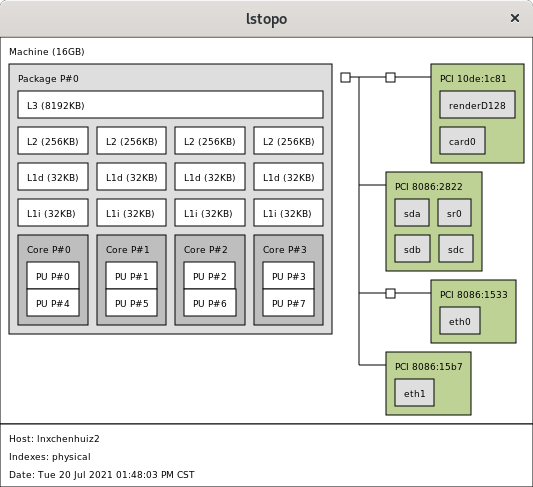 lstopo
Machine (16GB)
Package P#0
L3 (8192KB)
L2 (256KB) L2 (256KB) L2 (256KB) L2 (256KB)
L1d (32KB) L1d (32KB) L1d (32KB) L1d (32KB)
L1i (32KB) L1i (32KB) L1i (32KB) L1i (32KB)
Core P#0 Core P#1 Core P#2 Core P#3
PU P#0 PU P#1 PU P#2 PU P#3
PU P#4 PU P#5 PU P#6 PU P#7
PCI 10de:1c81
renderD128
card0
PCI 8086:2822
sda sr0
sdb sdc
PCI 8086:1533
eth0
PCI 8086:15b7
eth1
Host: lnxchenhuiz2
Indexes: physical
Date: Tue 20 Jul 2021 01:48:03 PM CST